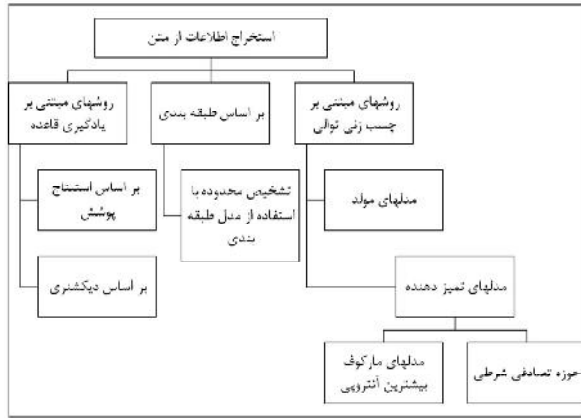 استخراج اطلاعات از متن
روشهای مبتنی بر
چسب زنی توالی
بر اساس طبقه بندی
روشهای مبتنی بر
یادگیری قاعده
مدلهای مولد
تشخیص محدوده با
استفاده از مدل طبقه
بندی
بر اساس استنتاج
پوشش
مدلهای تمیز دهنده
بر اساس دیکشنری
حوزه تصادفی شرطی
مدلهای مارکوف
بیشترین آنتروپی